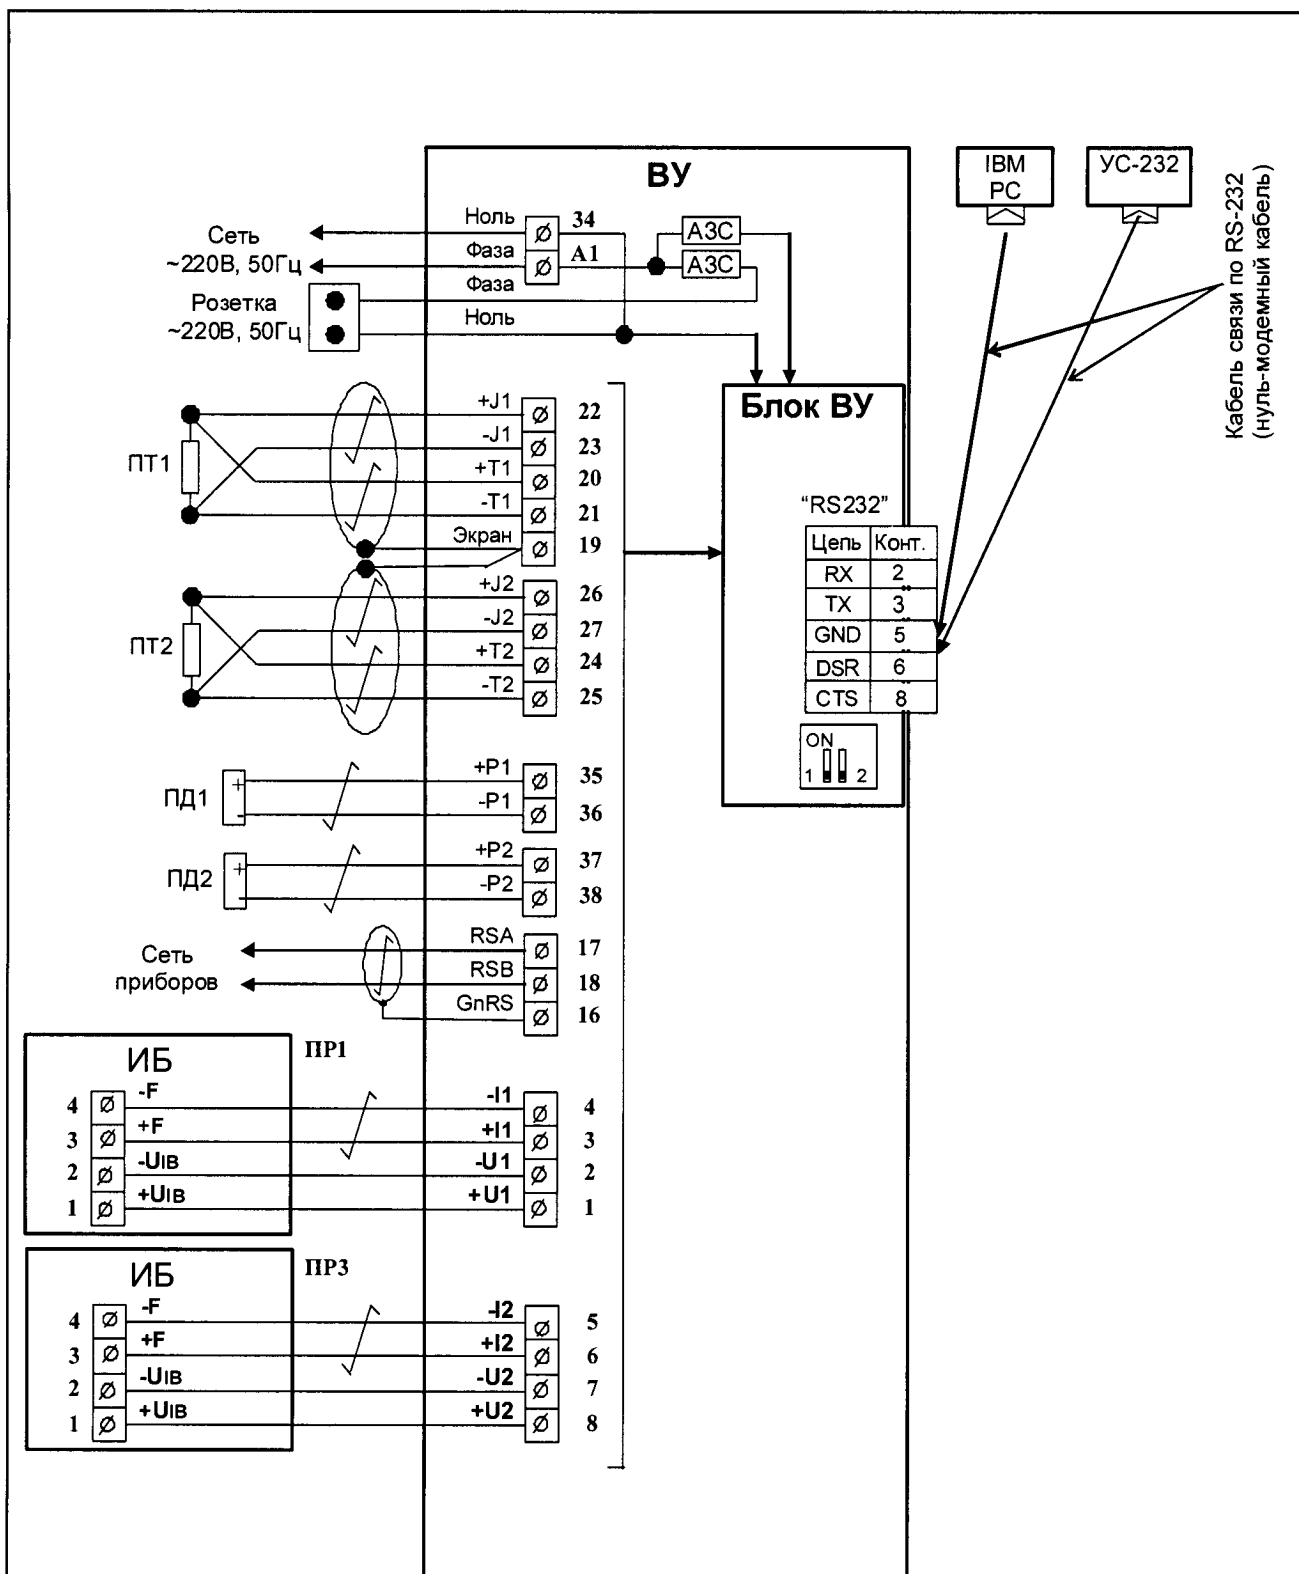 ВУ
IBM
PC
УС-232
Кабель связи по RS-232
(нуль-модемный кабель)
Сеть
~220В, 50Гц
Ноль
34
АЗС
Фаза
А1
АЗС
Фаза
Розетка
~220В, 50Гц
Ноль
Блок ВУ
ПТ1
+J1
22
-J1
23
+T1
20
-T1
21
Экран
19
"RS232"
Цепь Конт.
RX 2
TX 3
GND 5
DSR 6
CTS 8
ON
1 2
ПТ2
+J2
26
-J2
27
+T2
24
-T2
25
ПД1
+
-
+P1
35
-P1
36
ПД2
+
-
+P2
37
-P2
38
Сеть
приборов
RSA
17
RSB
18
GnRS
16
ИБ
ПР1
4 -F -I1 4
3 +F +I1 3
2 -UIB -U1 2
1 +UIB +U1 1
ИБ
ПР3
4 -F -I2 5
3 +F +I2 6
2 -UIB -U2 7
1 +UIB +U2 8